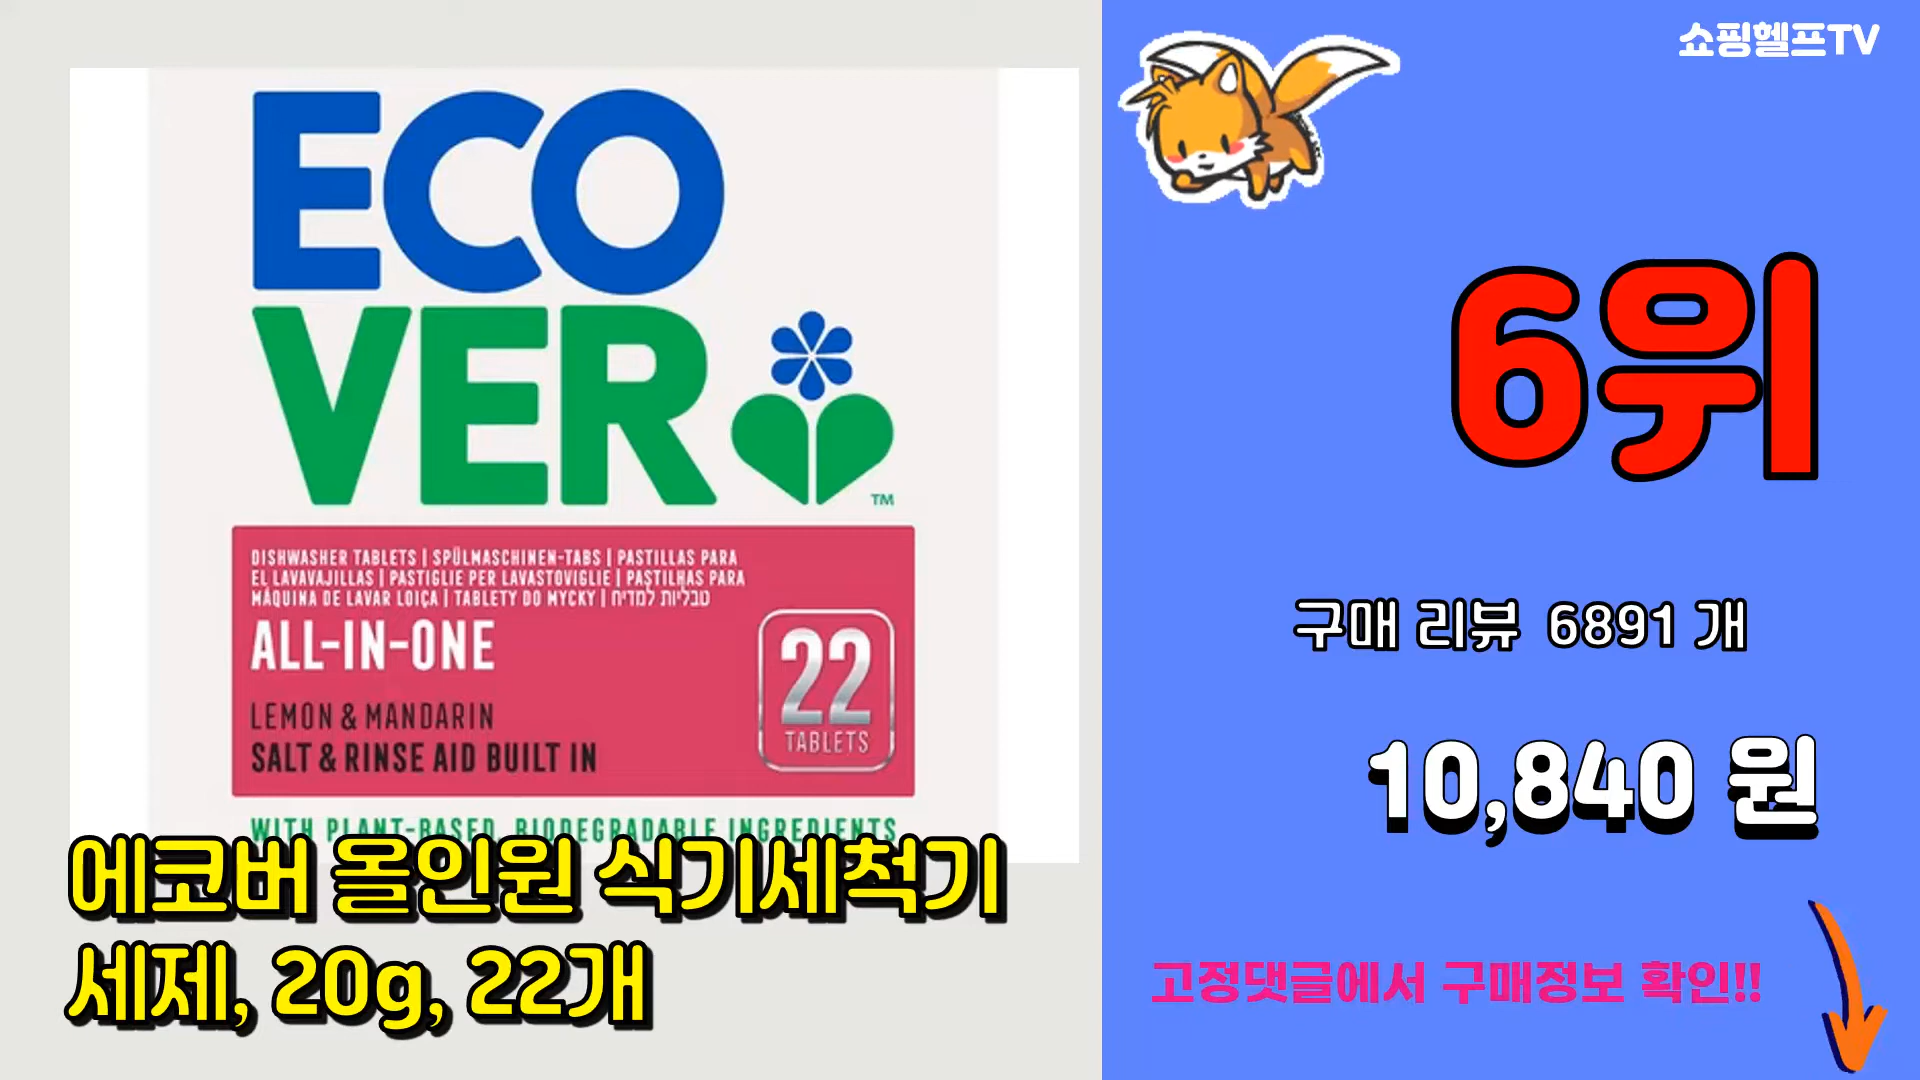 쇼핑헬프TV
ECO
VER
TM
DISHWASHER TABLETS | SPÜLMASCHINEN-TABS | PASTILLAS PARA
EL LAVAVAJILLAS | PASTIGLIE PER LAVASTOVIGLIE | PASTILHAS PARA
MÁQUINA DE LAVAR LOIÇA | TABLETY DO MYCKY | טבליות למדיח
ALL-IN-ONE
LEMON & MANDARIN
SALT & RINSE AID BUILT IN
22
TABLETS
WITH PLANT-BASED, BIODEGRADABLE INGREDIENTS
에코버 올인원 식기세척기
세제, 20g, 22개
6위
구매 리뷰 6891 개
10,840 원
고정댓글에서 구매정보 확인!!